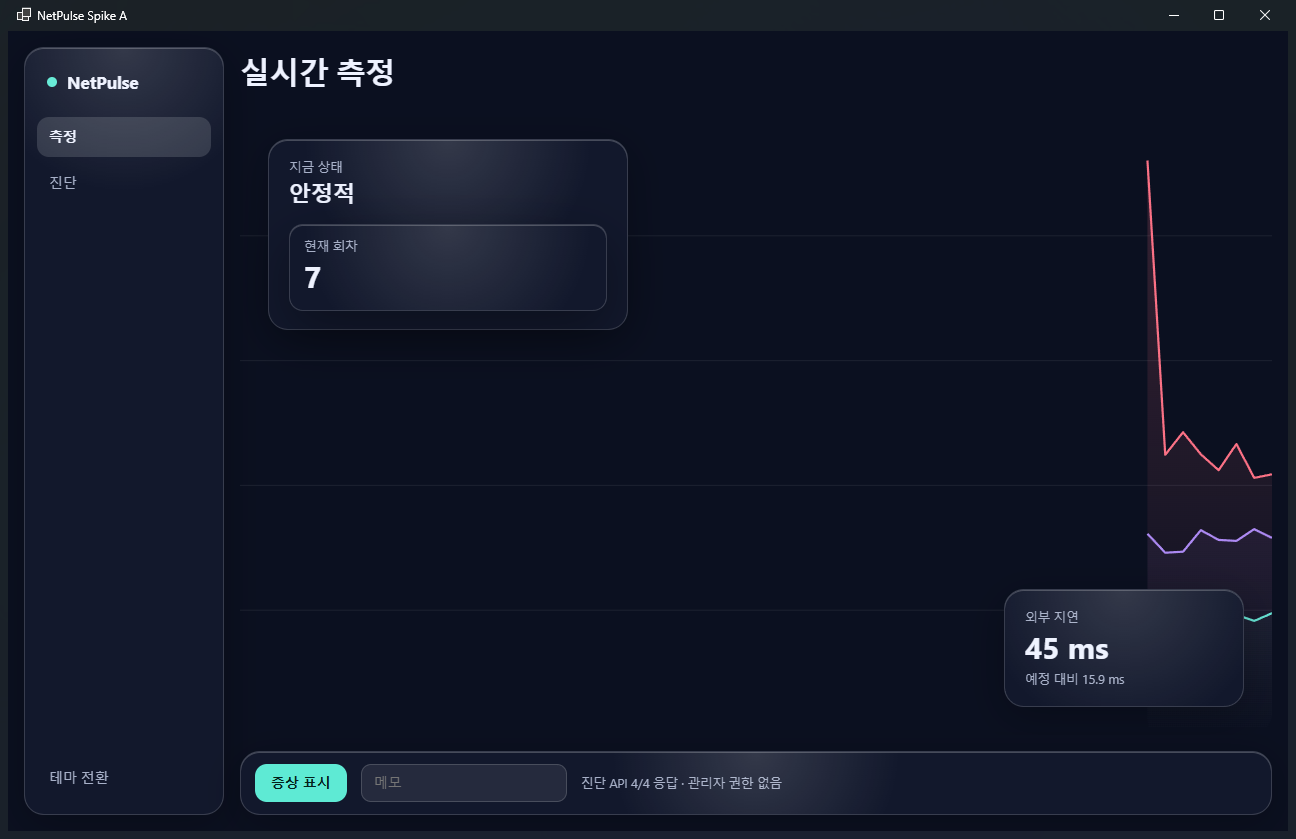 NetPulse Spike A
NetPulse
측정
진단
테마 전환
실시간 측정
지금 상태
안정적
현재 회차
7
외부 지연
45 ms
예정 대비 15.9 ms
증상 표시
메모
진단 API 4/4 응답 · 관리자 권한 없음